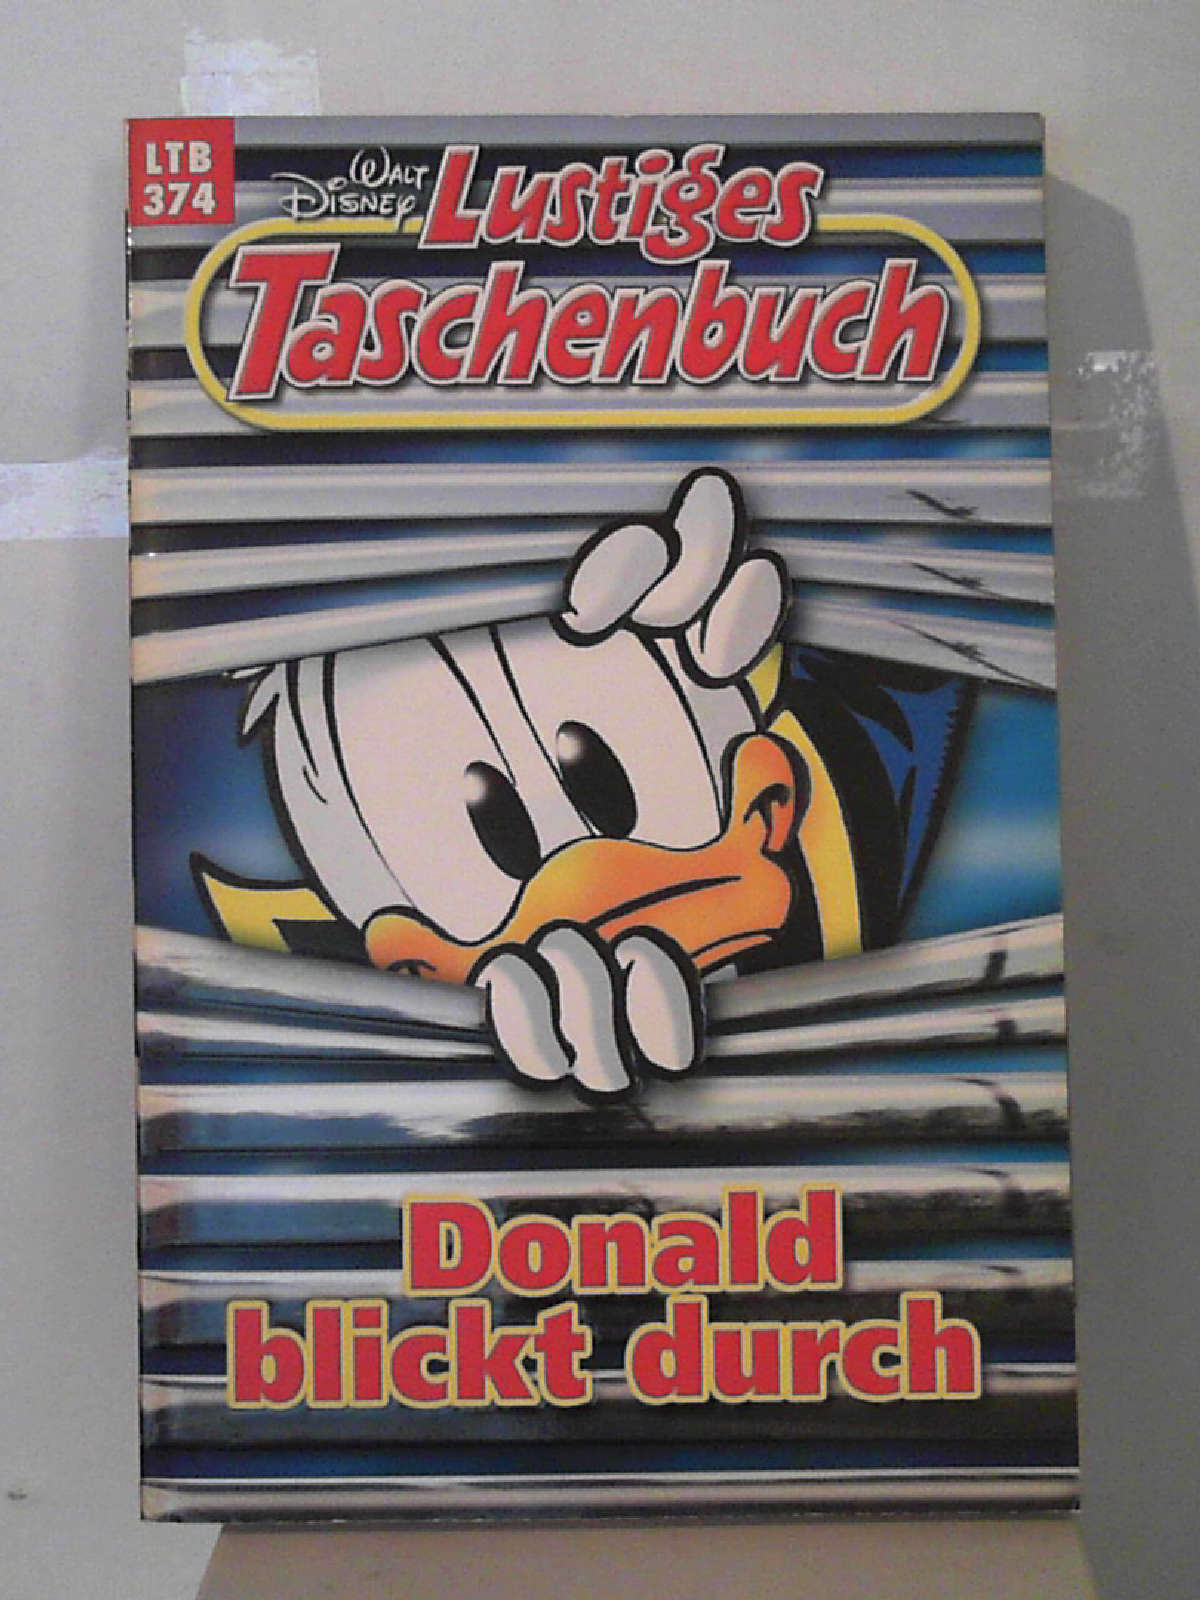 LTB
374
WALT
DISNEY
Lustiges
Taschenbuch
Donald
blickt durch